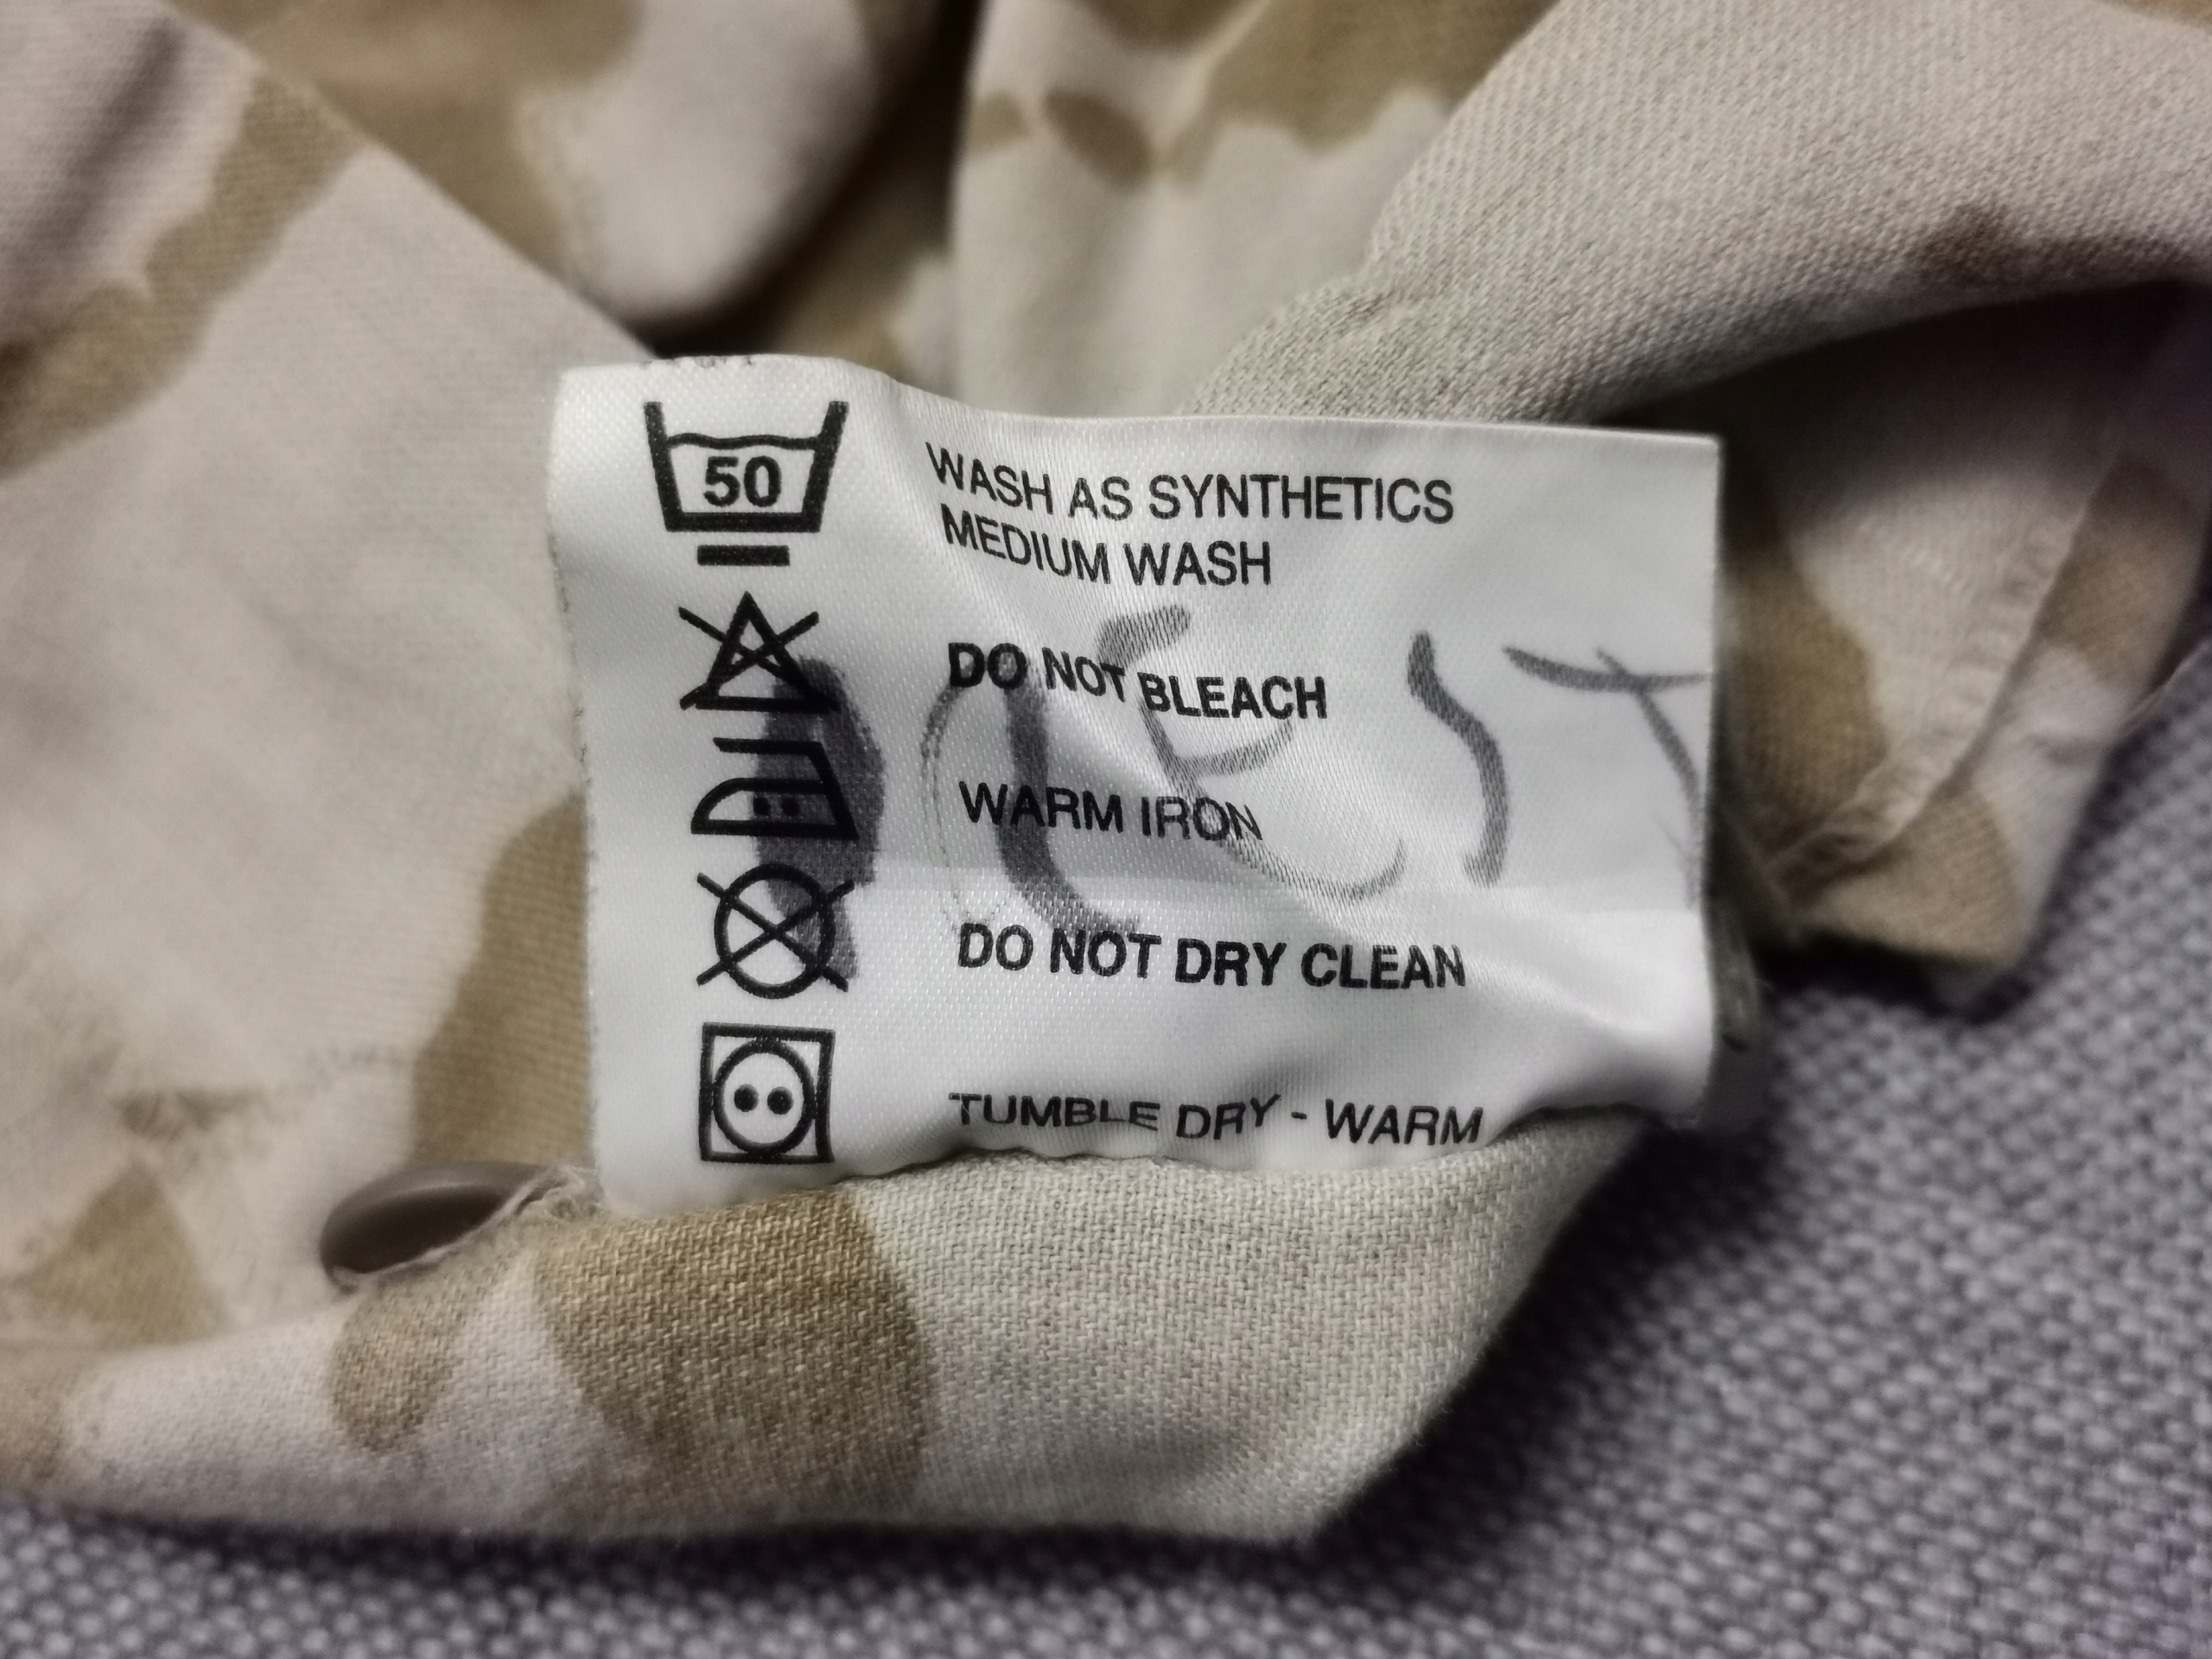 50
WASH AS SYNTHETICS
MEDIUM WASH
DO NOT BLEACH
WARM IRON
DO NOT DRY CLEAN
TUMBLE DRY - WARM